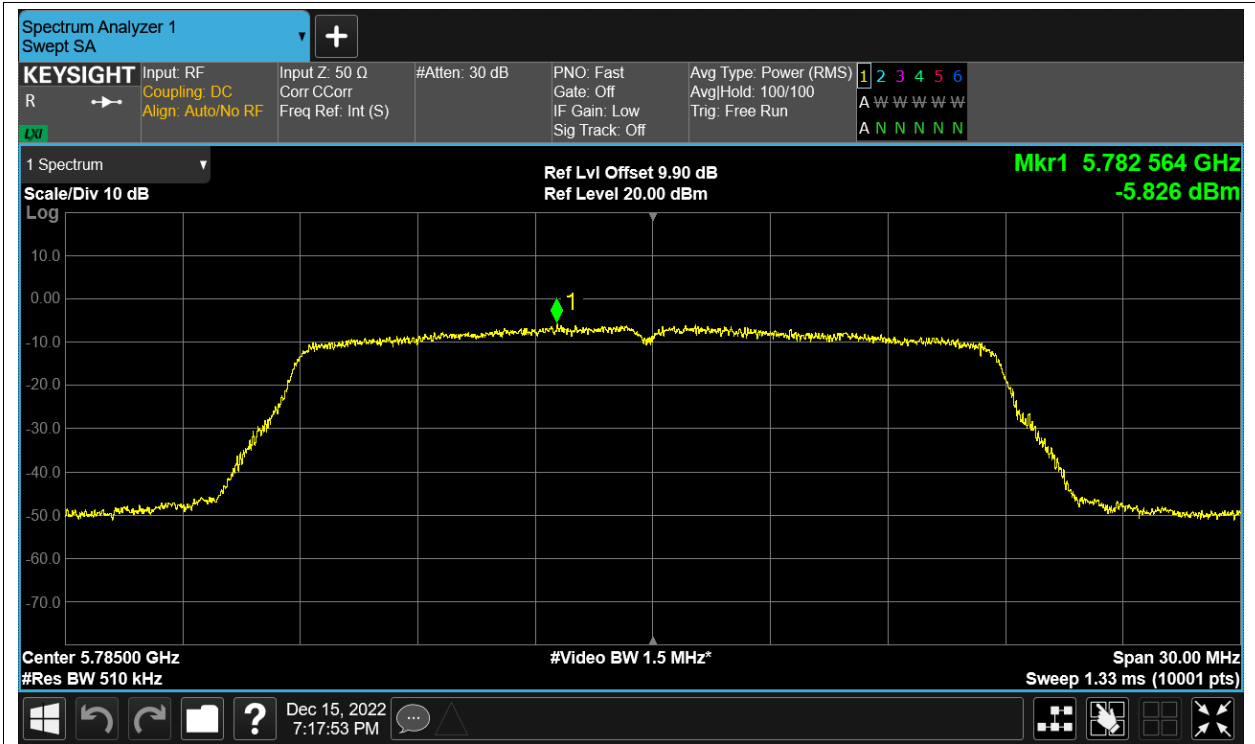 Spectrum Analyzer 1
Swept SA
KEYSIGHT
R
LXI
Input: RF
Coupling: DC
Align: Auto/No RF
Input Z: 50 Ω
Corr CCorr
Freq Ref: Int (S)
#Atten: 30 dB
PNO: Fast
Gate: Off
IF Gain: Low
Sig Track: Off
Avg Type: Power (RMS)
Avg|Hold: 100/100
Trig: Free Run
1 2 3 4 5 6
A W W W W W
A N N N N N
1 Spectrum
Scale/Div 10 dB
Log
Ref Lvl Offset 9.90 dB
Ref Level 20.00 dBm
Mkr1 5.782 564 GHz
-5.826 dBm
10.0
0.00
1
-10.0
-20.0
-30.0
-40.0
-50.0
-60.0
-70.0
Center 5.78500 GHz
#Video BW 1.5 MHz*
Span 30.00 MHz
#Res BW 510 kHz
Sweep 1.33 ms (10001 pts)
?
Dec 15, 2022
7:17:53 PM